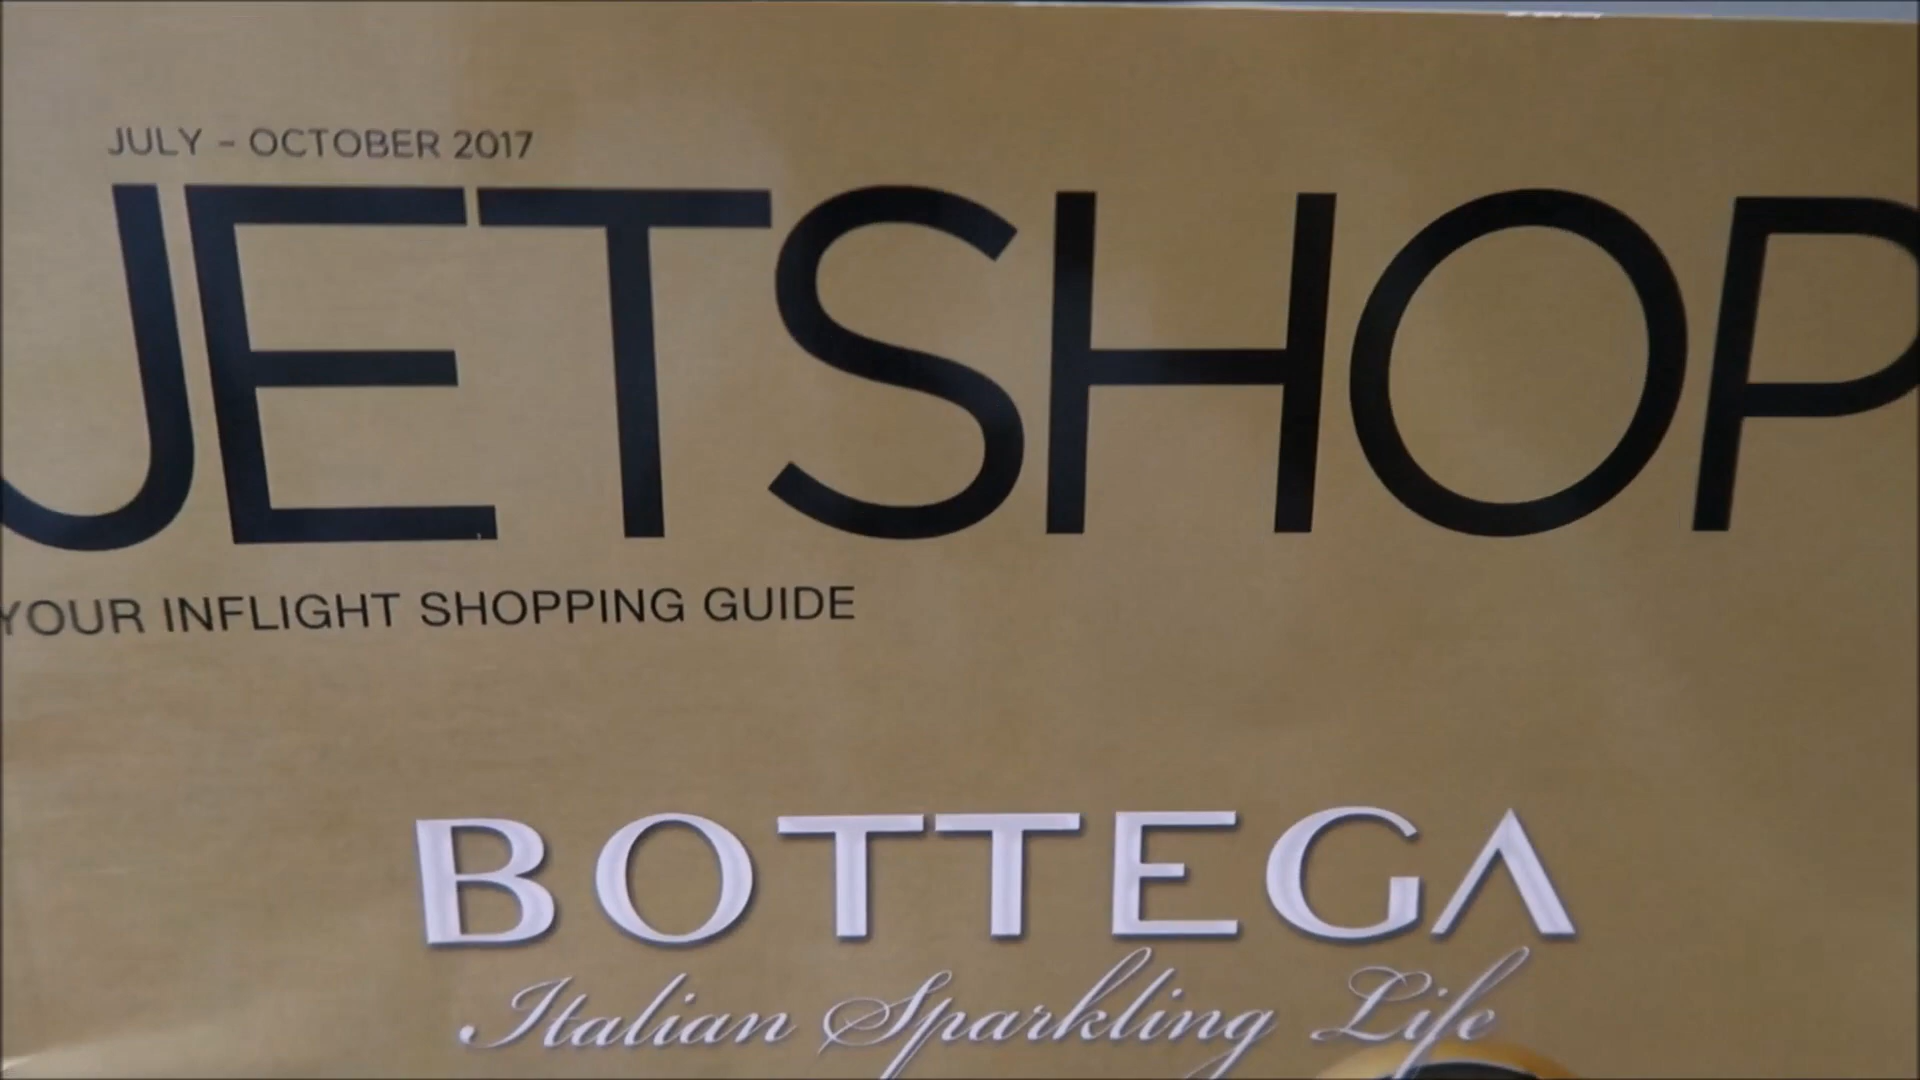 JULY - OCTOBER 2017
JETSHOP
YOUR INFLIGHT SHOPPING GUIDE
BOTTEGA
Italian Sparkling Life